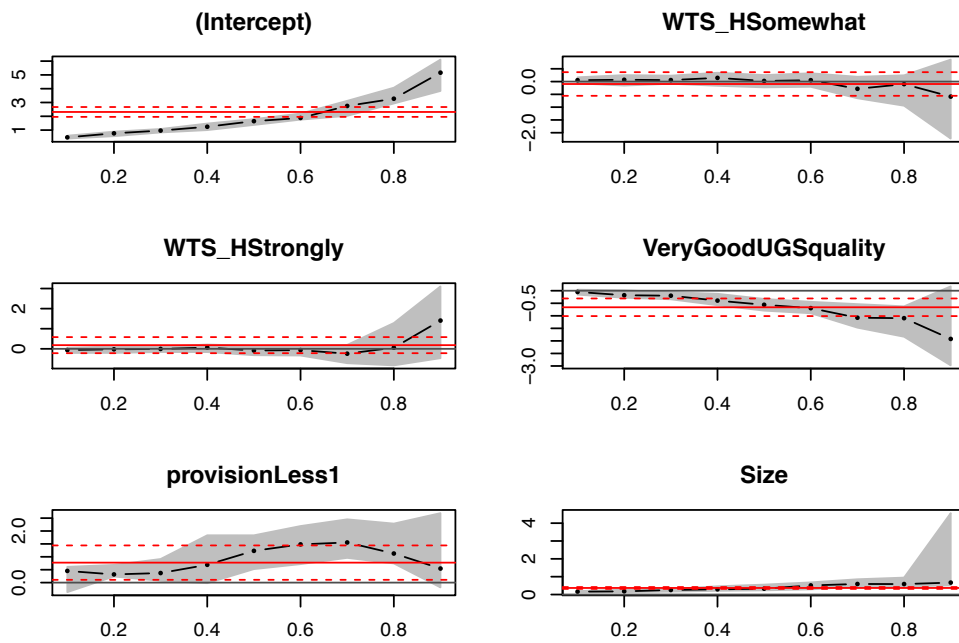 (Intercept)
5
3
1
0.2 0.4 0.6 0.8
WTS_HSomewhat
0.0
−2.0
0.2 0.4 0.6 0.8
WTS_HStrongly
2
0
0.2 0.4 0.6 0.8
VeryGoodUGSquality
−0.5
−3.0
0.2 0.4 0.6 0.8
provisionLess1
2.0
0.0
0.2 0.4 0.6 0.8
Size
4
2
0
0.2 0.4 0.6 0.8